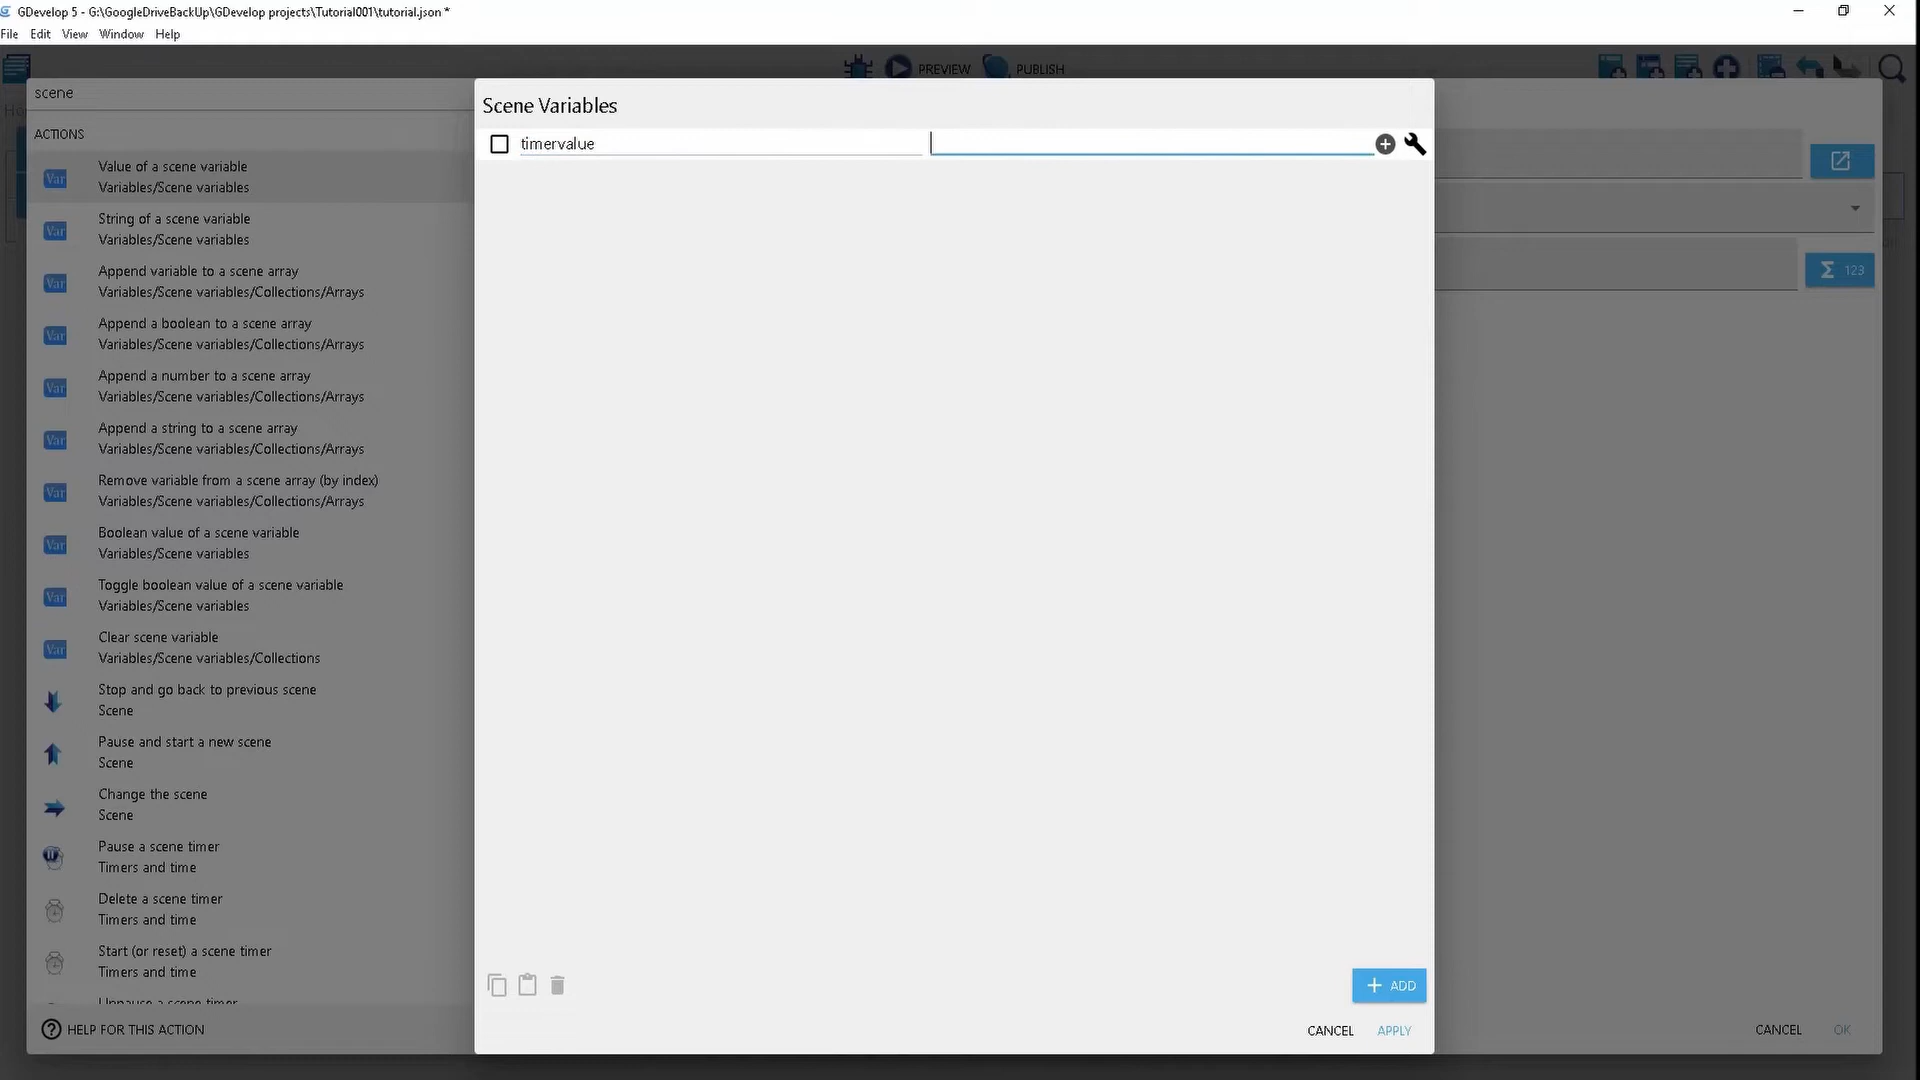 GDevelop 5 - G:\GoogleDriveBackUp\GDevelop projects\Tutorial001\tutorial.json *
File Edit View Window Help
PREVIEW PUBLISH
scene
ACTIONS
Value of a scene variable
Variables/Scene variables
String of a scene variable
Variables/Scene variables
Append variable to a scene array
Variables/Scene variables/Collections/Arrays
Append a boolean to a scene array
Variables/Scene variables/Collections/Arrays
Append a number to a scene array
Variables/Scene variables/Collections/Arrays
Append a string to a scene array
Variables/Scene variables/Collections/Arrays
Remove variable from a scene array (by index)
Variables/Scene variables/Collections/Arrays
Boolean value of a scene variable
Variables/Scene variables
Toggle boolean value of a scene variable
Variables/Scene variables
Clear scene variable
Variables/Scene variables/Collections
Stop and go back to previous scene
Scene
Pause and start a new scene
Scene
Change the scene
Scene
Pause a scene timer
Timers and time
Delete a scene timer
Timers and time
Start (or reset) a scene timer
Timers and time
Unpause a scene timer
HELP FOR THIS ACTION
Scene Variables
timervalue
ADD
CANCEL APPLY
Σ 123
CANCEL OK